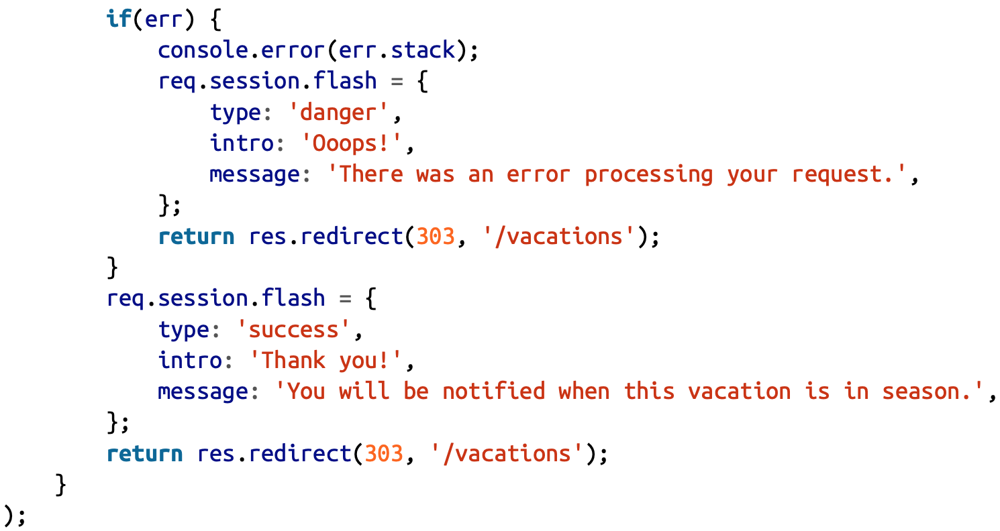 if(err) {
            console.error(err.stack);
            req.session.flash = {
                type: 'danger',
                intro: 'Ooops!',
                message: 'There was an error processing your request.',
            };
            return res.redirect(303, '/vacations');
        }
        req.session.flash = {
            type: 'success',
            intro: 'Thank you!',
            message: 'You will be notified when this vacation is in season.',
        };
        return res.redirect(303, '/vacations');
    }
);